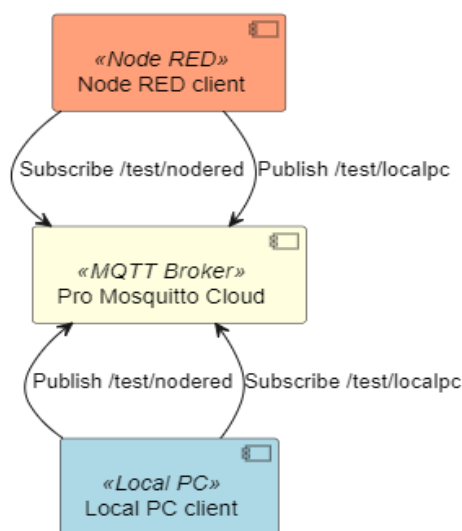 «Node RED»
Node RED client
Subscribe /test/nodered
Publish /test/localpc
«MQTT Broker»
Pro Mosquitto Cloud
Publish /test/nodered
Subscribe /test/localpc
«Local PC»
Local PC client